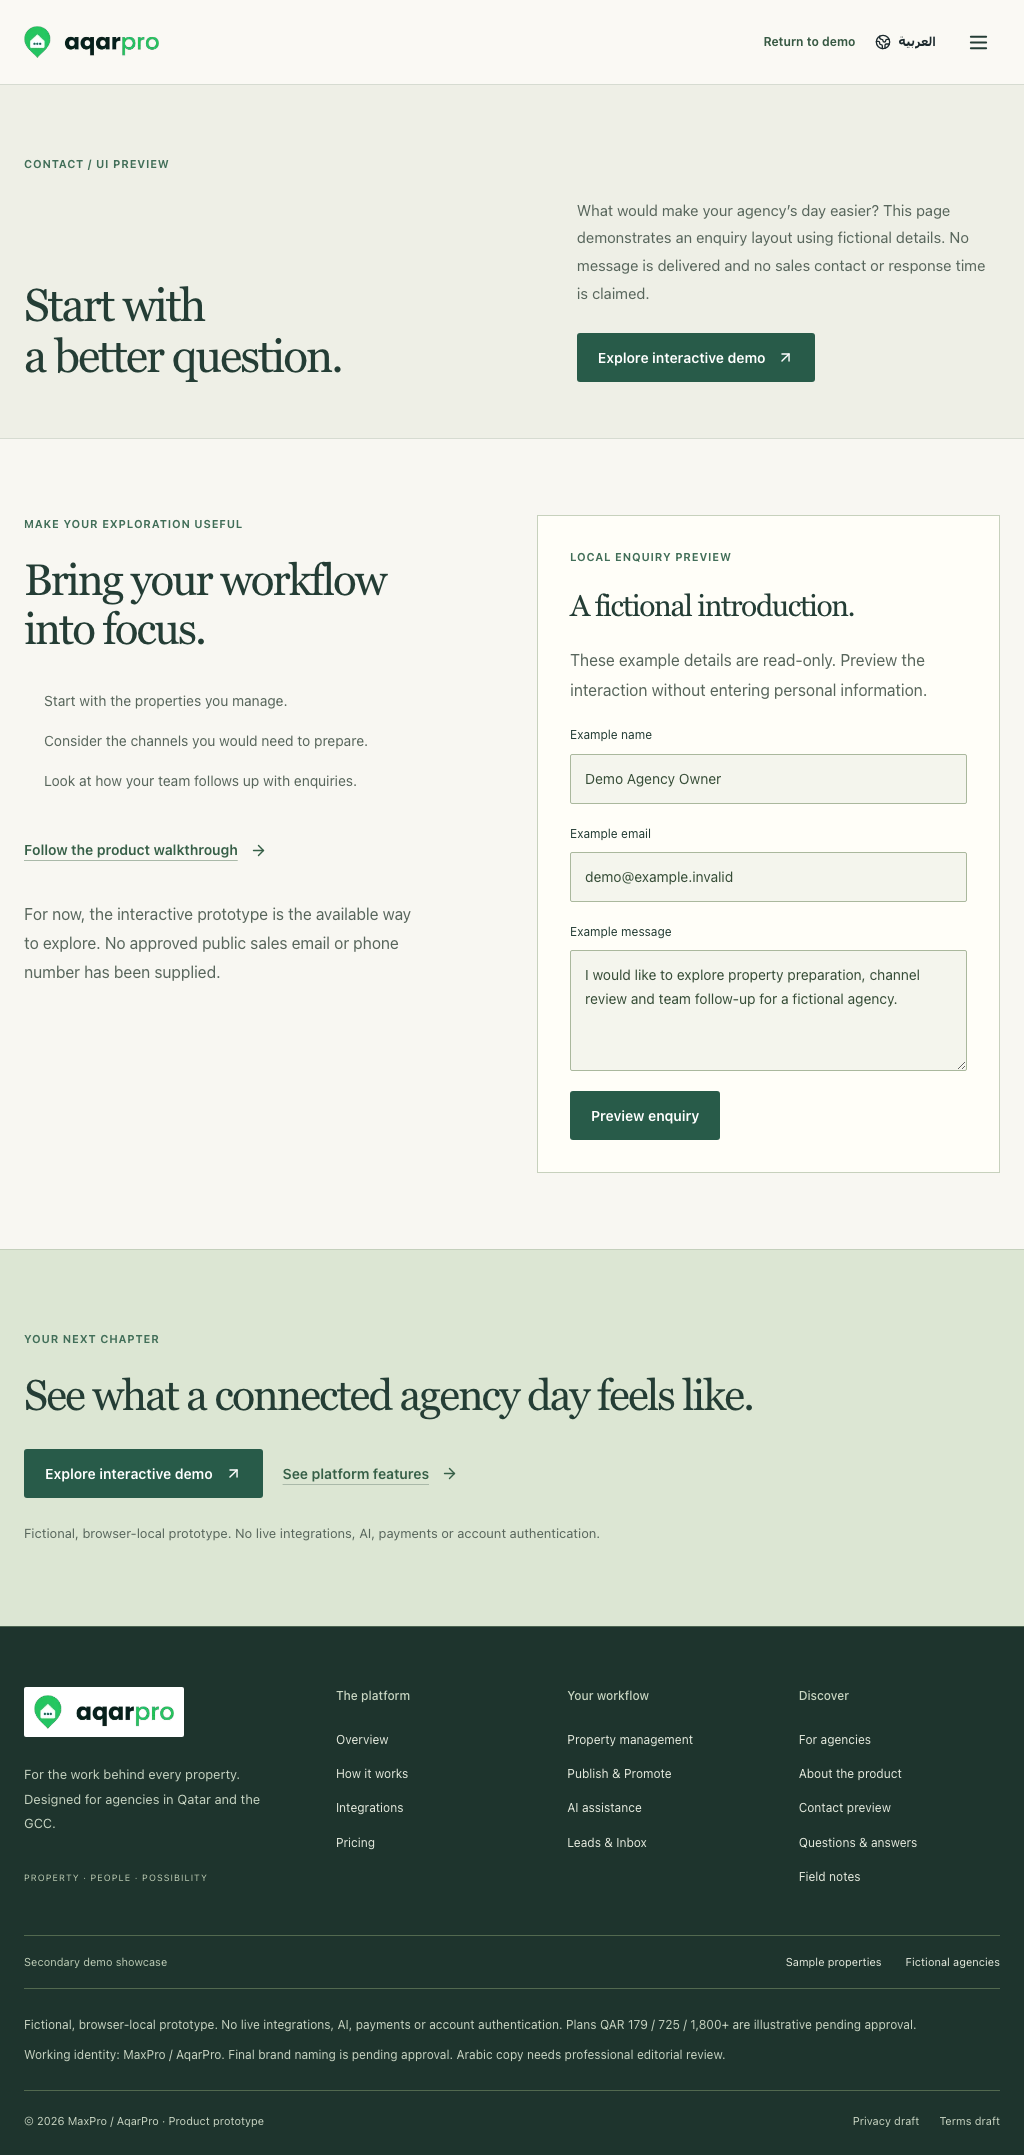 aqarpro
Return to demo
العربية
CONTACT / UI PREVIEW
Start with
a better question.
What would make your agency’s day easier? This page
demonstrates an enquiry layout using fictional details. No
message is delivered and no sales contact or response time
is claimed.
Explore interactive demo
MAKE YOUR EXPLORATION USEFUL
Bring your workflow
into focus.
Start with the properties you manage.
Consider the channels you would need to prepare.
Look at how your team follows up with enquiries.
Follow the product walkthrough
For now, the interactive prototype is the available way
to explore. No approved public sales email or phone
number has been supplied.
LOCAL ENQUIRY PREVIEW
A fictional introduction.
These example details are read-only. Preview the
interaction without entering personal information.
Example name
Demo Agency Owner
Example email
demo@example.invalid
Example message
I would like to explore property preparation, channel
review and team follow-up for a fictional agency.
Preview enquiry
YOUR NEXT CHAPTER
See what a connected agency day feels like.
Explore interactive demo
See platform features
Fictional, browser-local prototype. No live integrations, AI, payments or account authentication.
aqarpro
For the work behind every property.
Designed for agencies in Qatar and the
GCC.
PROPERTY · PEOPLE · POSSIBILITY
The platform
Overview
How it works
Integrations
Pricing
Your workflow
Property management
Publish & Promote
AI assistance
Leads & Inbox
Discover
For agencies
About the product
Contact preview
Questions & answers
Field notes
Secondary demo showcase
Sample properties
Fictional agencies
Fictional, browser-local prototype. No live integrations, AI, payments or account authentication. Plans QAR 179 / 725 / 1,800+ are illustrative pending approval.
Working identity: MaxPro / AqarPro. Final brand naming is pending approval. Arabic copy needs professional editorial review.
© 2026 MaxPro / AqarPro · Product prototype
Privacy draft
Terms draft